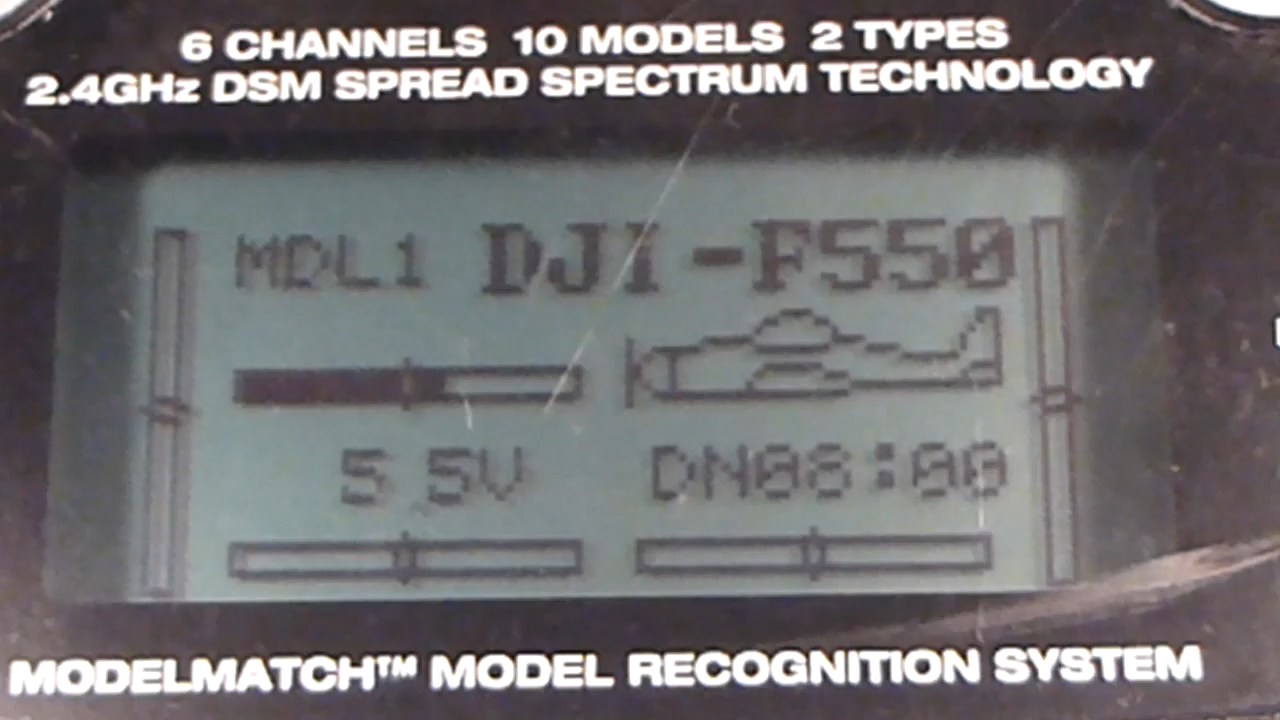 6 CHANNELS 10 MODELS 2 TYPES
2.4GHz DSM SPREAD SPECTRUM TECHNOLOGY
MDL1 DJI-F550
5.5V DN08:00
MODELMATCH™ MODEL RECOGNITION SYSTEM